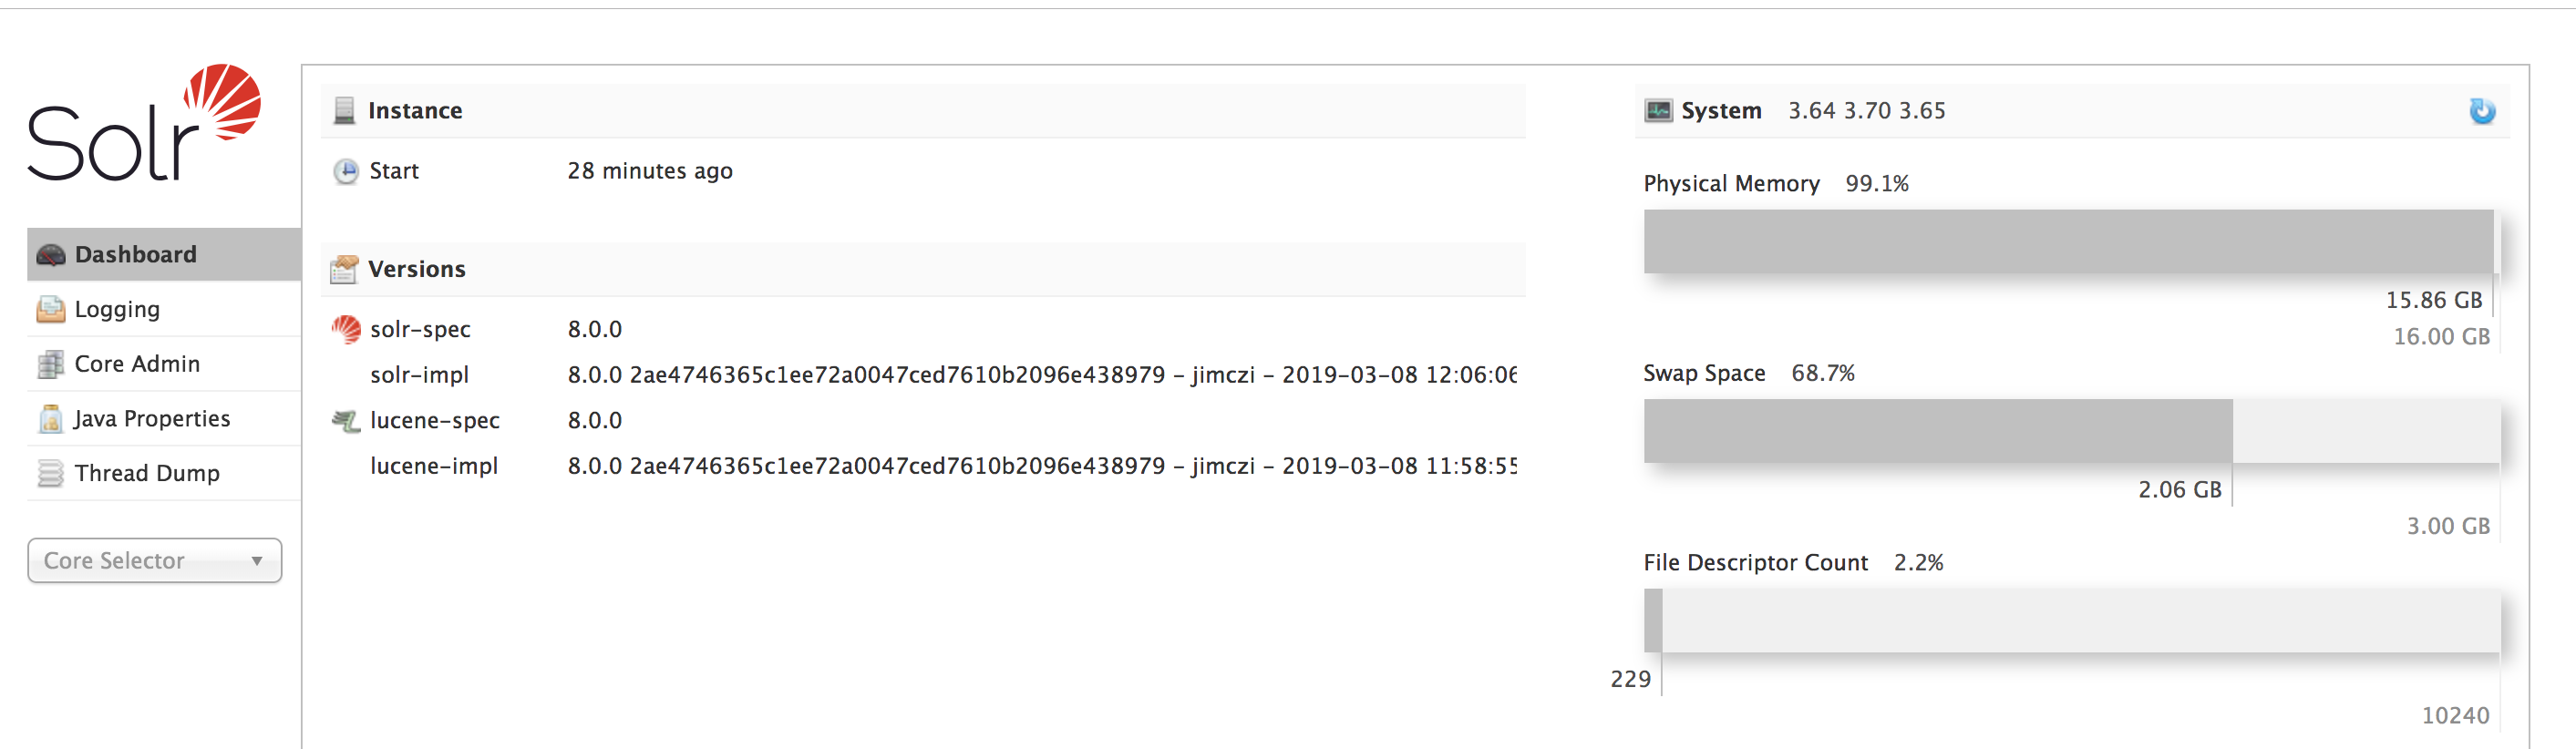 Solr
Dashboard
Logging
Core Admin
Java Properties
Thread Dump
Core Selector
Instance
Start 28 minutes ago
Versions
solr-spec 8.0.0
solr-impl 8.0.0 2ae4746365c1ee72a0047ced7610b2096e438979 - jimczi - 2019-03-08 12:06:06
lucene-spec 8.0.0
lucene-impl 8.0.0 2ae4746365c1ee72a0047ced7610b2096e438979 - jimczi - 2019-03-08 11:58:55
System 3.64 3.70 3.65
Physical Memory 99.1%
15.86 GB
16.00 GB
Swap Space 68.7%
2.06 GB
3.00 GB
File Descriptor Count 2.2%
229
10240